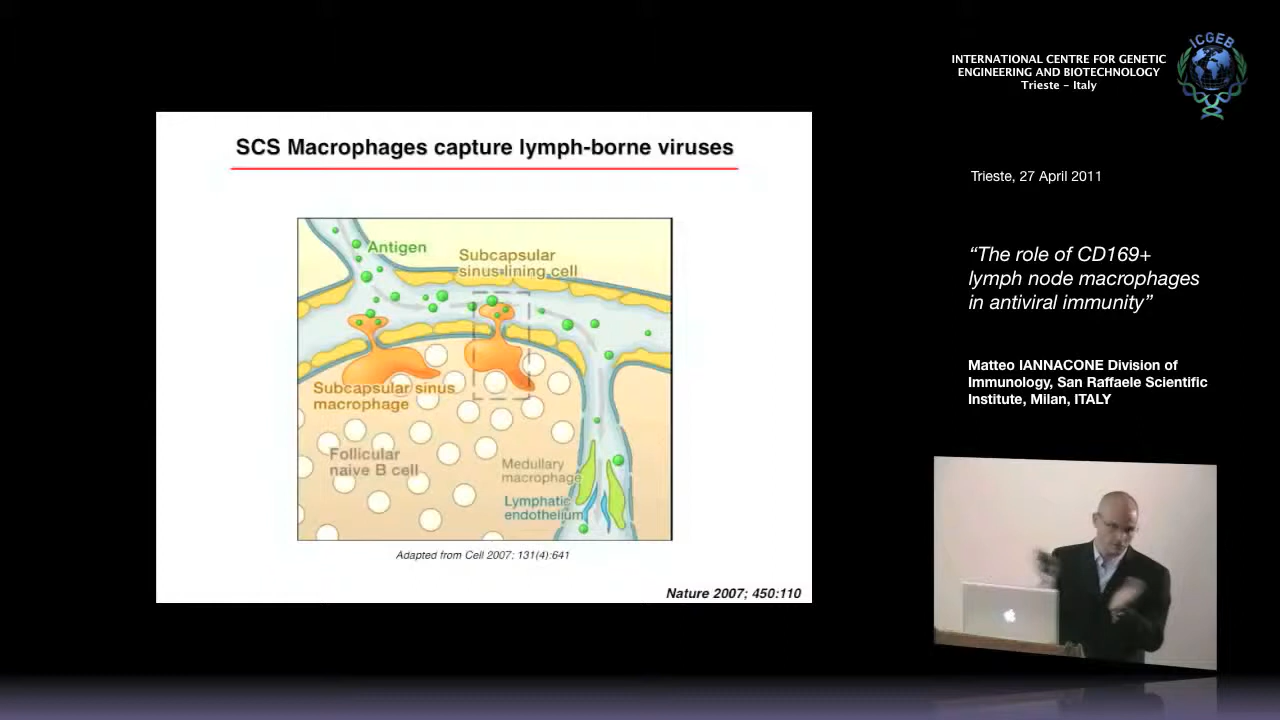 INTERNATIONAL CENTRE FOR GENETIC
ENGINEERING AND BIOTECHNOLOGY
Trieste - Italy
ICGEB
SCS Macrophages capture lymph-borne viruses
Antigen
Subcapsular
sinus-lining cell
Subcapsular sinus
macrophage
Follicular
naive B cell
Medullary
macrophage
Lymphatic
endothelium
Adapted from Cell 2007; 131(4):641
Nature 2007; 450:110
Trieste, 27 April 2011
“The role of CD169+
lymph node macrophages
in antiviral immunity”
Matteo IANNACONE Division of
Immunology, San Raffaele Scientific
Institute, Milan, ITALY